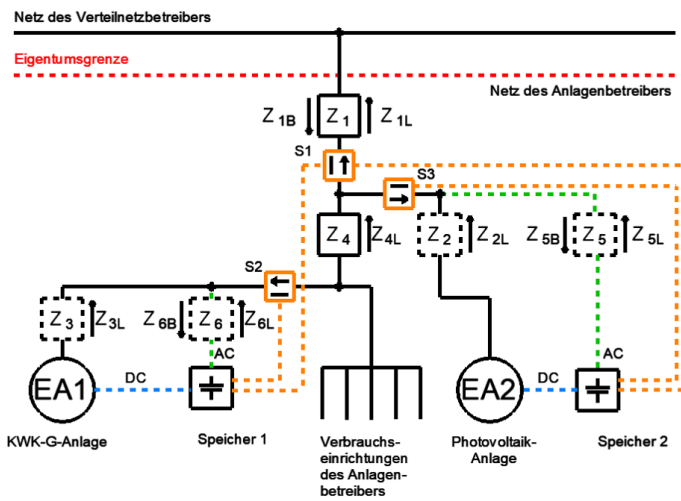 Netz des Verteilnetzbetreibers
Eigentumsgrenze
Netz des Anlagenbetreibers
Z 1B
Z 1
Z 1L
S1
S3
Z 4
Z 4L
Z 2
Z 2L
Z 5B
Z 5
Z 5L
S2
Z 3
Z 3L
Z 6B
Z 6
Z 6L
AC
AC
EA1
DC
EA2
DC
KWK-G-Anlage
Speicher 1
Verbrauchs-
einrichtungen
des Anlagen-
betreibers
Photovoltaik-
Anlage
Speicher 2